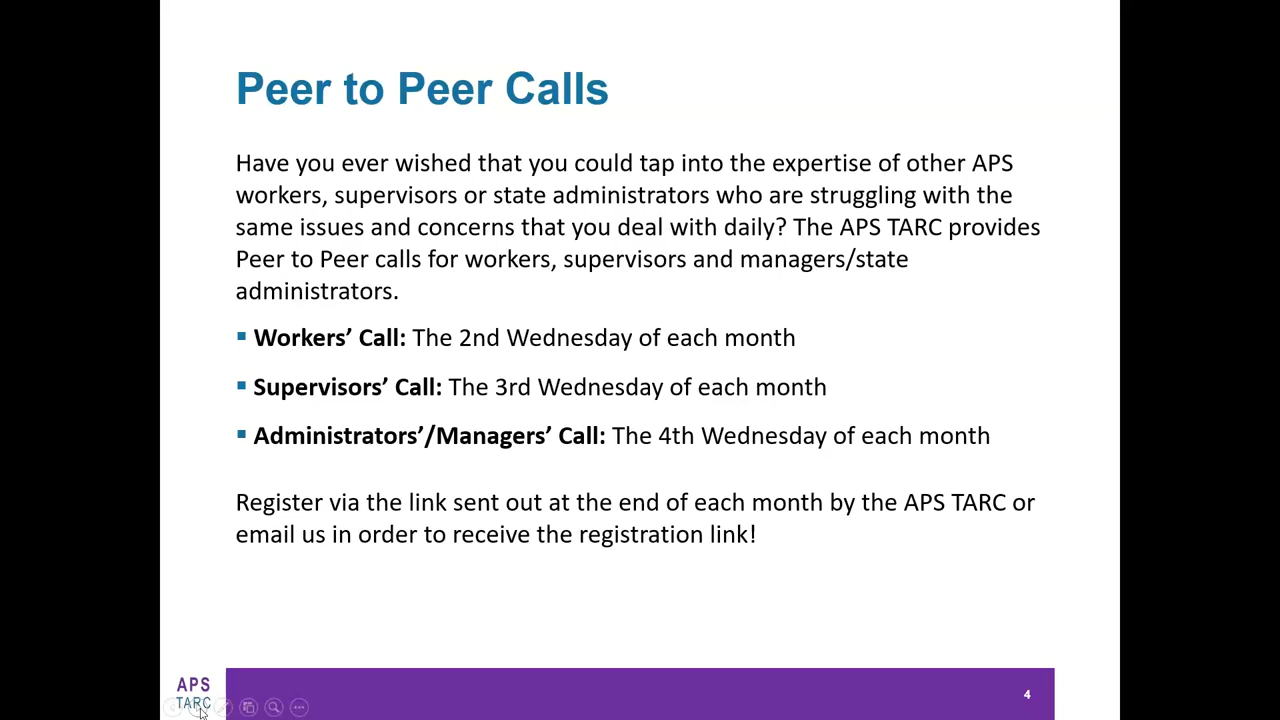 Peer to Peer Calls
Have you ever wished that you could tap into the expertise of other APS
workers, supervisors or state administrators who are struggling with the
same issues and concerns that you deal with daily? The APS TARC provides
Peer to Peer calls for workers, supervisors and managers/state
administrators.
▪ Workers’ Call: The 2nd Wednesday of each month
▪ Supervisors’ Call: The 3rd Wednesday of each month
▪ Administrators’/Managers’ Call: The 4th Wednesday of each month
Register via the link sent out at the end of each month by the APS TARC or
email us in order to receive the registration link!
APS
TARC
4